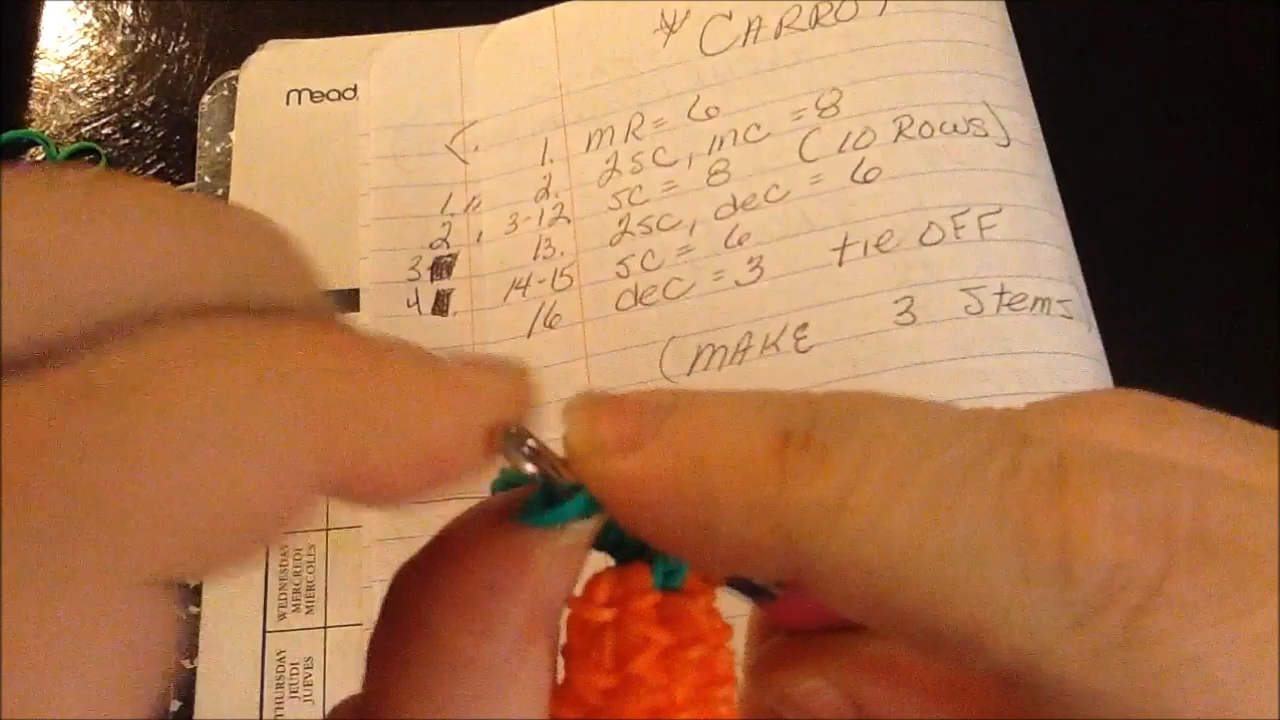 CARROT
mead
1. MR = 6
2. 2SC, INC = 8
1. 3-12 SC = 8 (10 ROWS)
2. 13. 2SC, dec = 6
3 14-15 SC = 6
4 16 dec = 3 tie OFF
(MAKE 3 Stems
WEDNESDAY
MERCREDI
MIERCOLES
THURSDAY
JEUDI
JUEVES